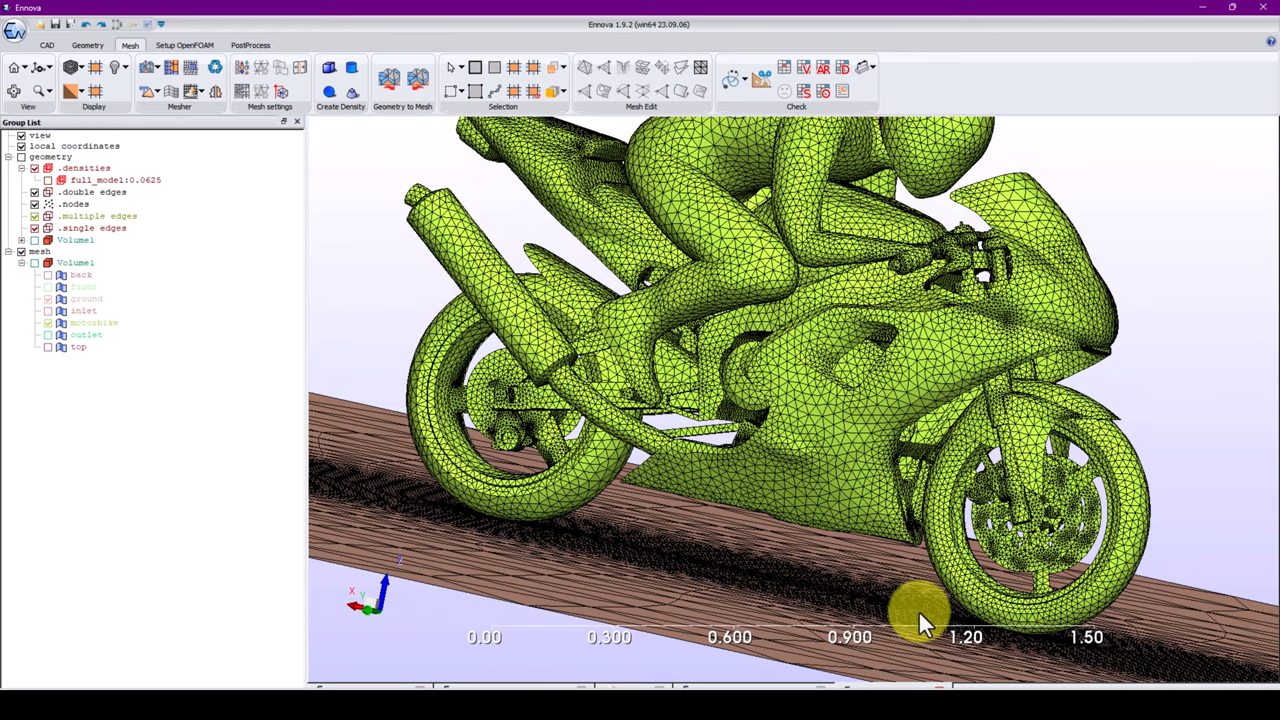 Ennova
Ennova 1.9.2 (win64 23.09.06)
CAD Geometry Mesh Setup OpenFOAM PostProcess
View Display Mesher Mesh settings Create Density Geometry to Mesh Selection Mesh Edit Check
Group List
view
local coordinates
geometry
.densities
full_model:0.0625
.double edges
.nodes
.multiple edges
.single edges
Volume1
mesh
Volume1
back
front
ground
inlet
motorbike
outlet
top
Z
X
Y
0.00 0.300 0.600 0.900 1.20 1.50